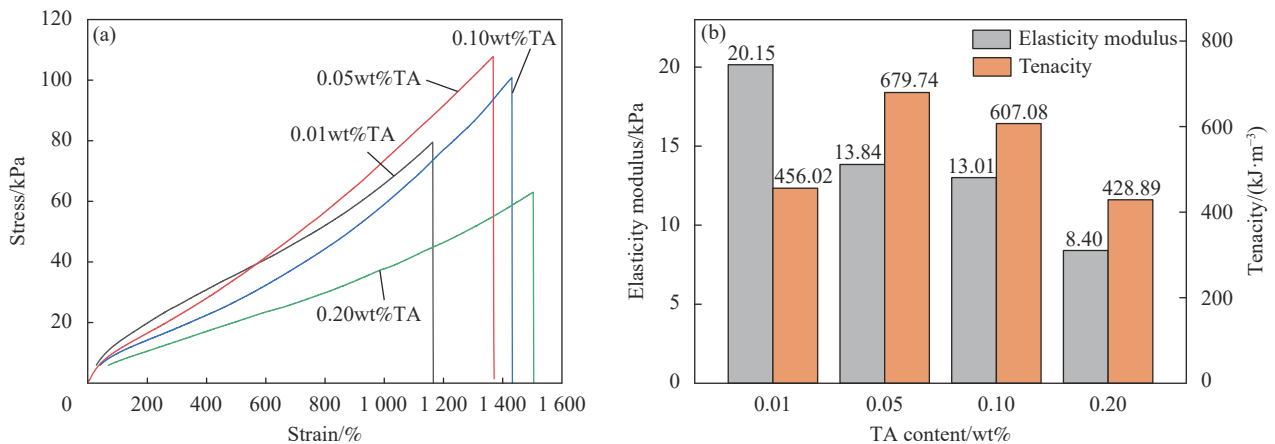 (a)
0.10wt%TA
0.05wt%TA
0.01wt%TA
0.20wt%TA
120
100
80
60
40
20
0
200
400
600
800
1 000
1 200
1 400
1 600
Stress/kPa
Strain/%
(b)
Elasticity modulus
Tenacity
20.15
456.02
13.84
679.74
13.01
607.08
8.40
428.89
20
15
10
5
0
800
600
400
200
0
0.01
0.05
0.10
0.20
Elasticity modulus/kPa
Tenacity/(kJ·m⁻³)
TA content/wt%